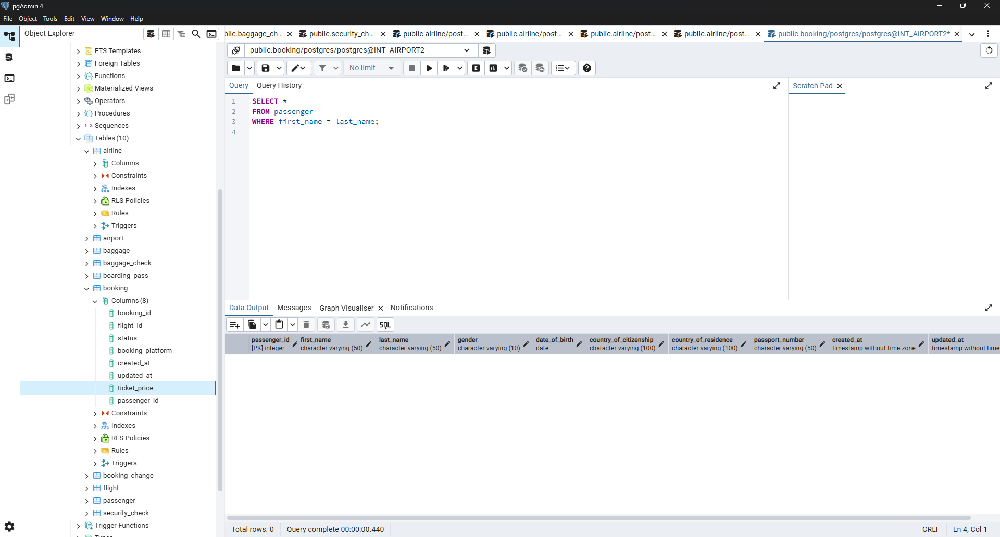 pgAdmin 4
File Object Tools Edit View Window Help
Object Explorer
FTS Templates
Foreign Tables
Functions
Materialized Views
Operators
Procedures
1..3 Sequences
Tables (10)
airline
Columns
Constraints
Indexes
RLS Policies
Rules
Triggers
airport
baggage
baggage_check
boarding_pass
booking
Columns (8)
booking_id
flight_id
status
booking_platform
created_at
updated_at
ticket_price
passenger_id
Constraints
Indexes
RLS Policies
Rules
Triggers
booking_change
flight
passenger
security_check
Trigger Functions
blic.baggage_ch... public.security_ch... public.airline/post... public.airline/post... public.airline/post... public.airline/post... public.booking/postgres/postgres@INT_AIRPORT2*
public.booking/postgres/postgres@INT_AIRPORT2
No limit
E
Query Query History
Scratch Pad
1 SELECT *
2 FROM passenger
3 WHERE first_name = last_name;
4
Data Output Messages Graph Visualiser Notifications
SQL
passenger_id first_name last_name gender date_of_birth country_of_citizenship country_of_residence passport_number created_at updated_at
[PK] integer character varying (50) character varying (50) character varying (10) date character varying (100) character varying (100) character varying (50) timestamp without time zone timestamp without time
Total rows: 0 Query complete 00:00:00.440 CRLF Ln 4, Col 1